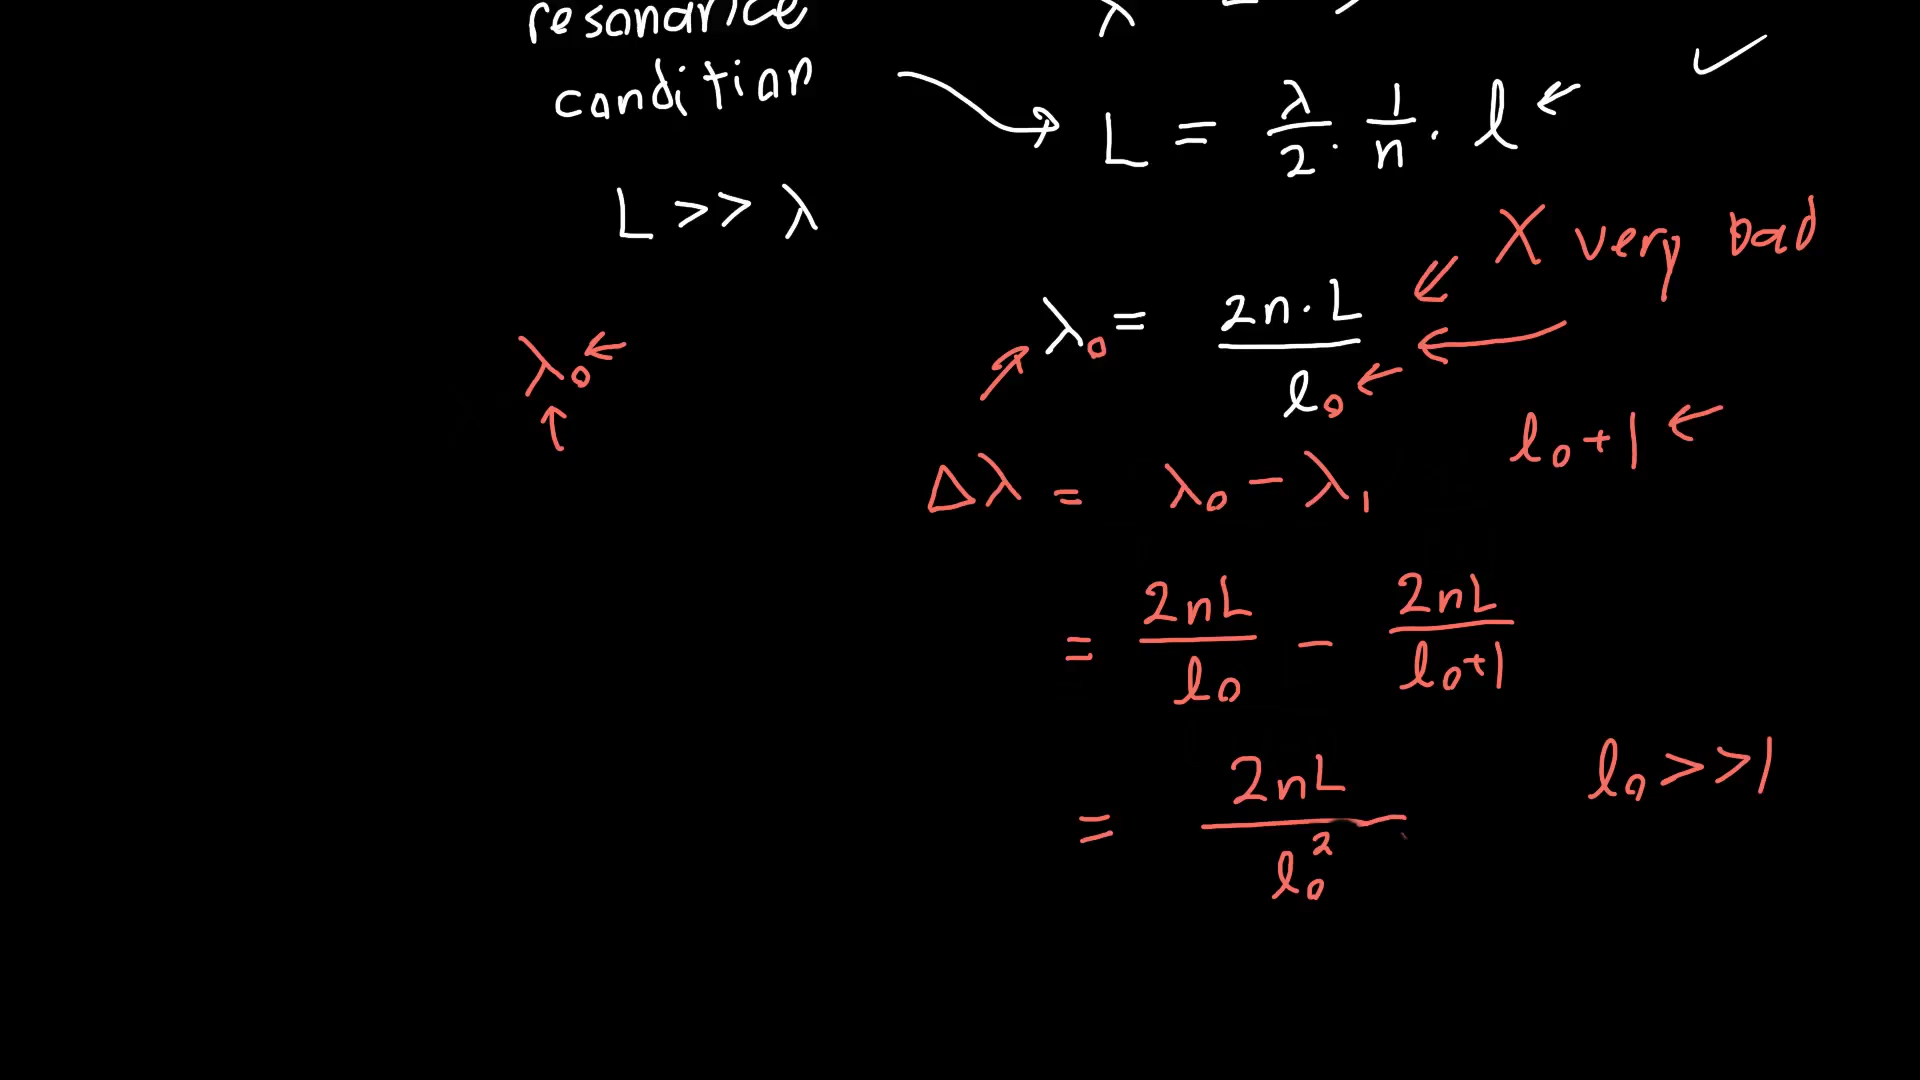 resonance
condition
λ =
L = λ/2 · 1/n · l ✓
L >> λ
X very bad
λ₀ = 2n·L / l₀
λ₀
l₀+1
Δλ = λ₀ − λ₁
= 2nL/l₀ − 2nL/l₀+1
= 2nL/l₀²
l₀ >> 1